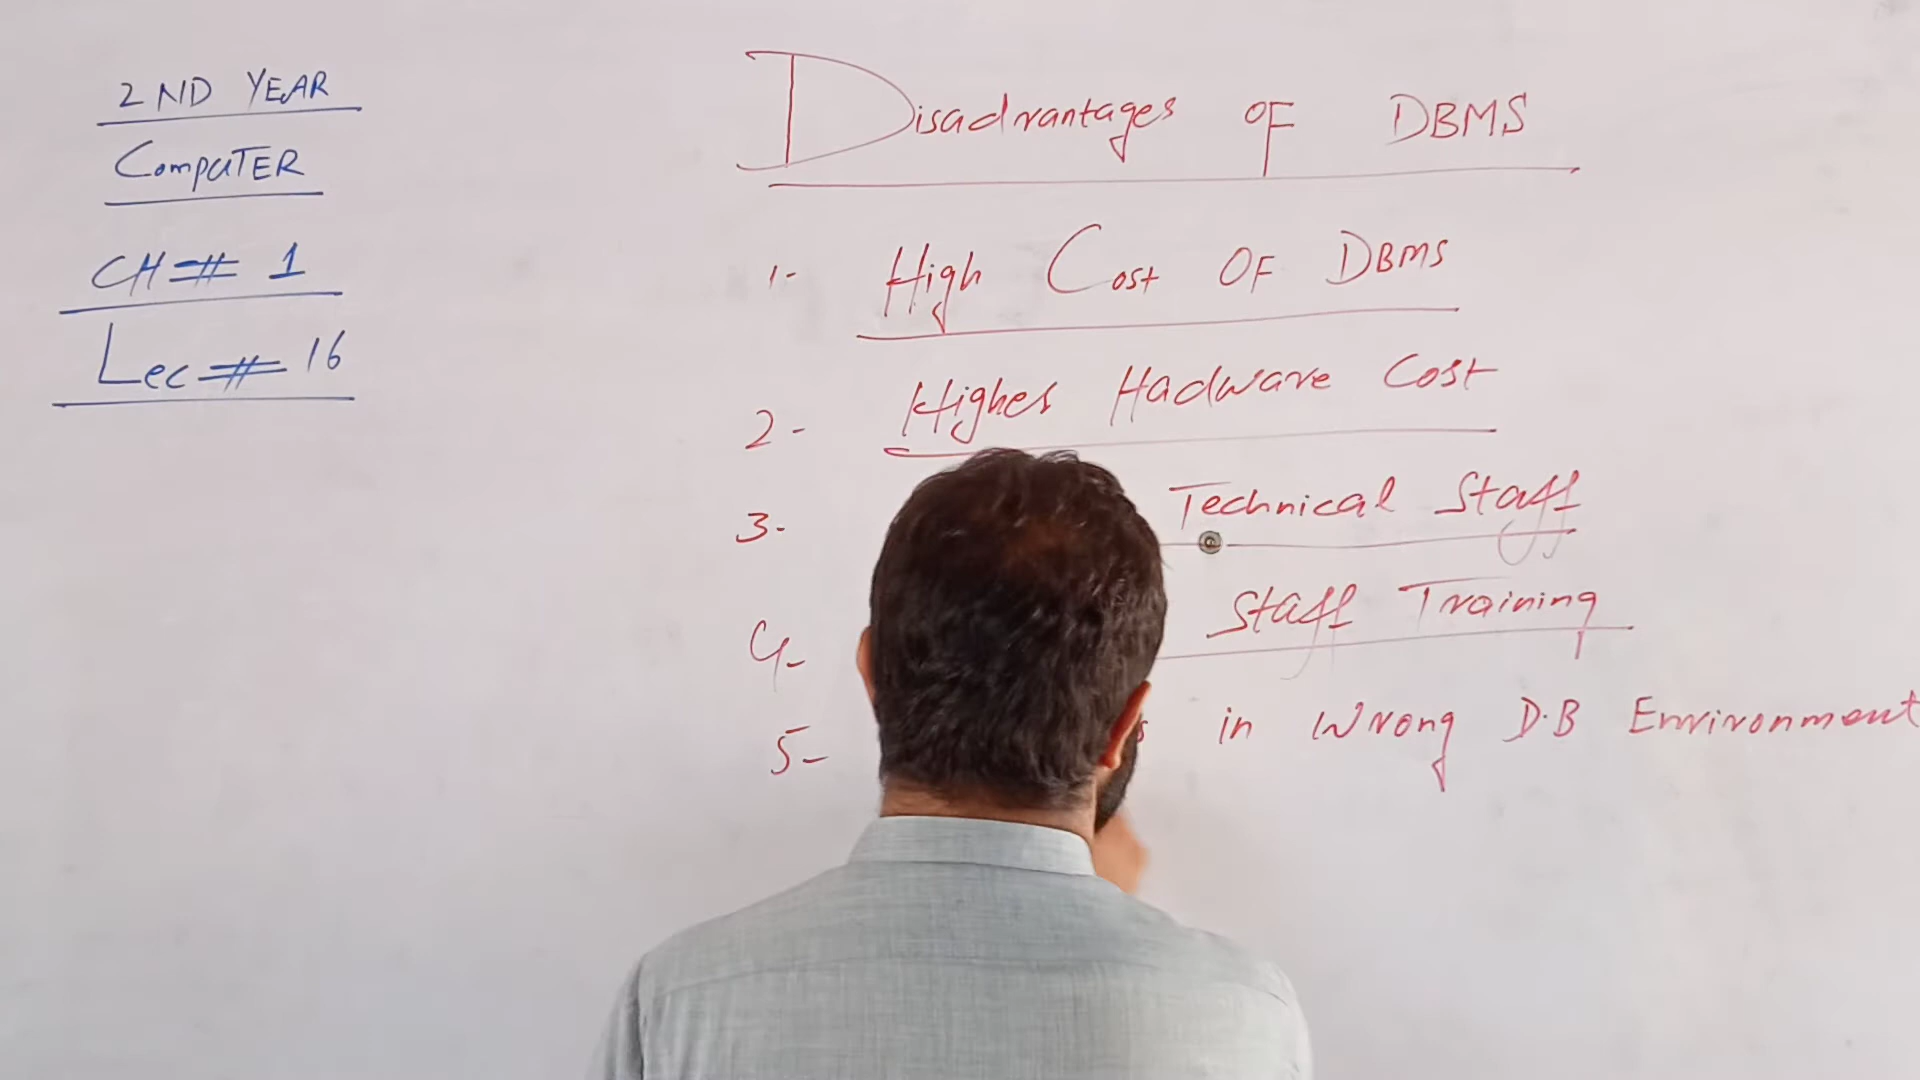 2ND YEAR
COMPUTER
CH# 1
Lec# 16
Disadvantages OF DBMS
1- High Cost OF DBMS
2- Higher Hadware Cost
3- Technical Staff
4- Staff Training
5- in Wrong D.B Environment